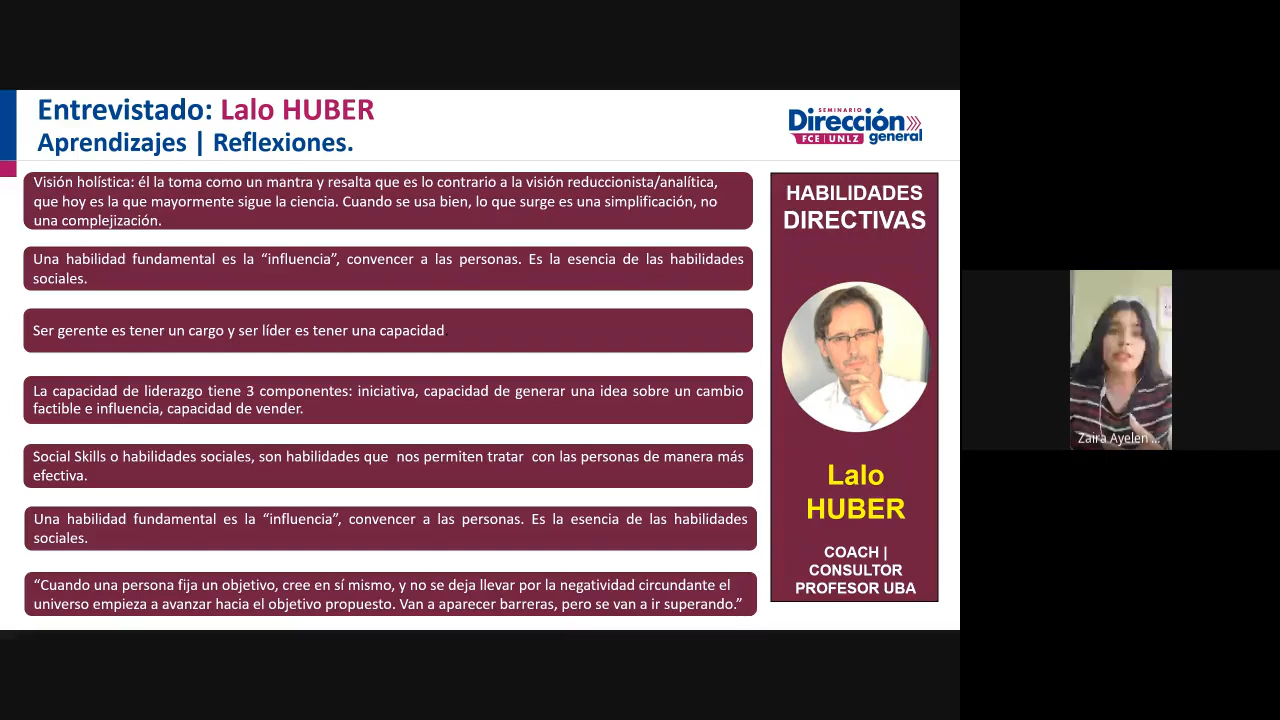 Entrevistado: Lalo HUBER
Aprendizajes | Reflexiones.
SEMINARIO
Dirección
FCE | UNLZ general
Visión holística: él la toma como un mantra y resalta que es lo contrario a la visión reduccionista/analítica,
que hoy es la que mayormente sigue la ciencia. Cuando se usa bien, lo que surge es una simplificación, no
una complejización.
Una habilidad fundamental es la “influencia”, convencer a las personas. Es la esencia de las habilidades
sociales.
Ser gerente es tener un cargo y ser líder es tener una capacidad
La capacidad de liderazgo tiene 3 componentes: iniciativa, capacidad de generar una idea sobre un cambio
factible e influencia, capacidad de vender.
Social Skills o habilidades sociales, son habilidades que nos permiten tratar con las personas de manera más
efectiva.
Una habilidad fundamental es la “influencia”, convencer a las personas. Es la esencia de las habilidades
sociales.
“Cuando una persona fija un objetivo, cree en sí mismo, y no se deja llevar por la negatividad circundante el
universo empieza a avanzar hacia el objetivo propuesto. Van a aparecer barreras, pero se van a ir superando.”
HABILIDADES
DIRECTIVAS
Lalo
HUBER
COACH |
CONSULTOR
PROFESOR UBA
Zaira Ayelen ...